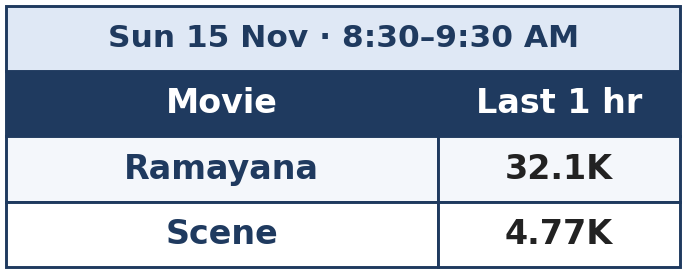 Sun 15 Nov · 8:30–9:30 AM
Movie Last 1 hr
Ramayana 32.1K
Scene 4.77K